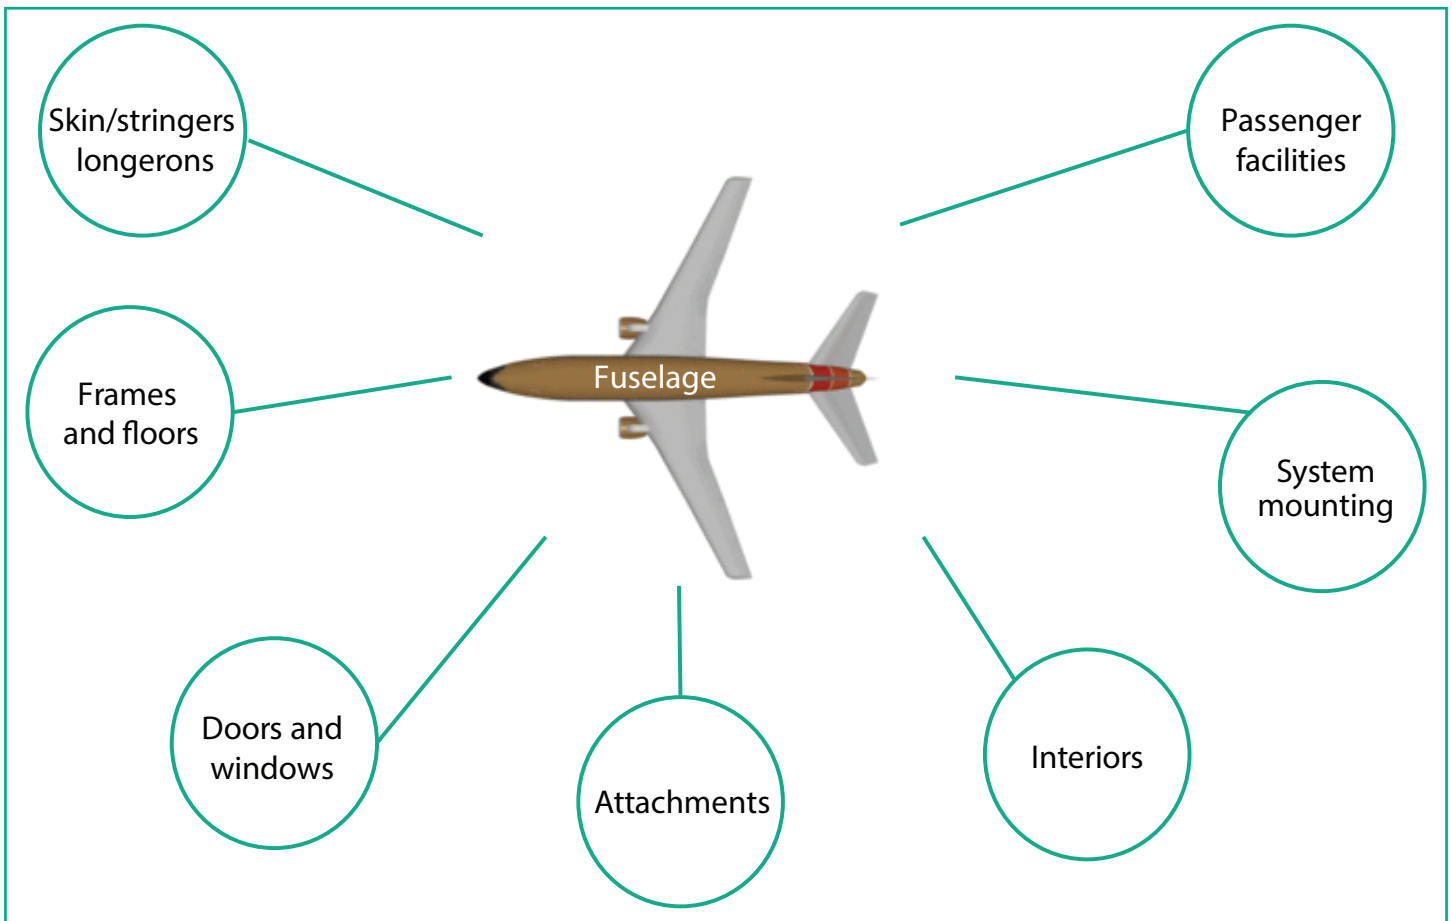 Skin/stringers
longerons
Passenger
facilities
Frames
and floors
Fuselage
System
mounting
Doors and
windows
Attachments
Interiors